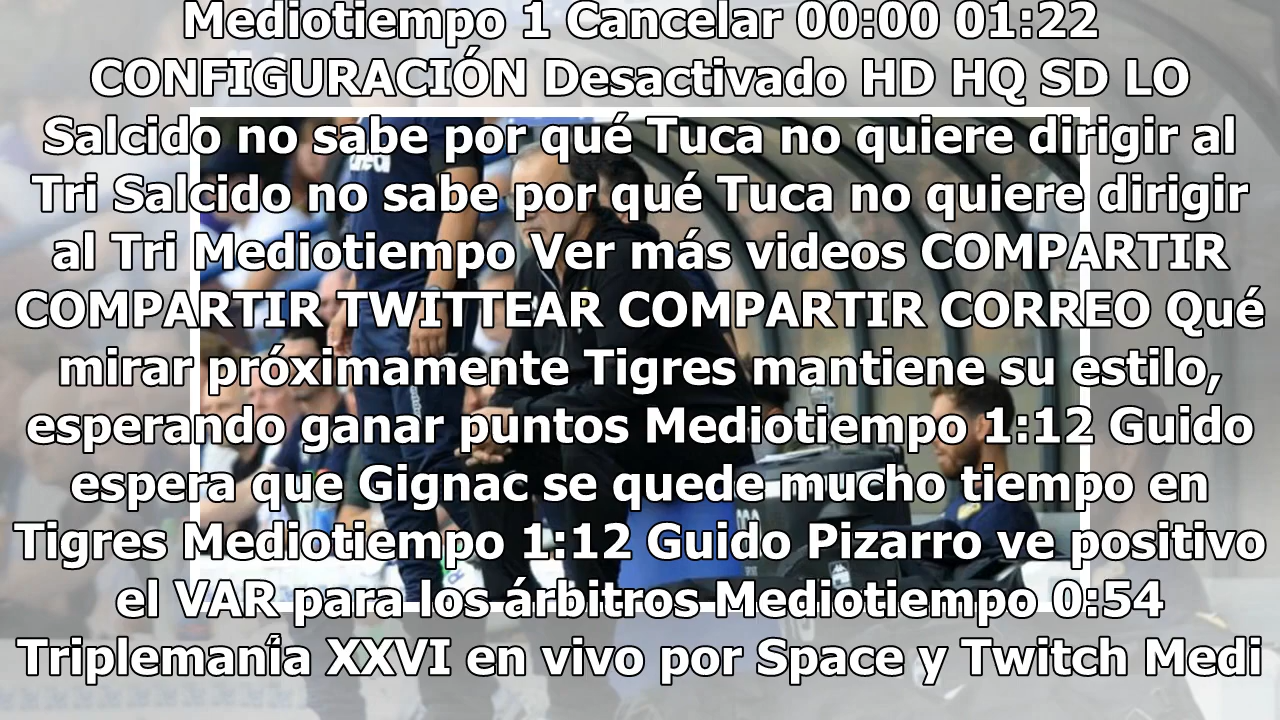 Mediotiempo 1 Cancelar 00:00 01:22
CONFIGURACIÓN Desactivado HD HQ SD LO
Salcido no sabe por qué Tuca no quiere dirigir al
Tri Salcido no sabe por qué Tuca no quiere dirigir
al Tri Mediotiempo Ver más videos COMPARTIR
COMPARTIR TWITTEAR COMPARTIR CORREO Qué
mirar próximamente Tigres mantiene su estilo,
esperando ganar puntos Mediotiempo 1:12 Guido
espera que Gignac se quede mucho tiempo en
Tigres Mediotiempo 1:12 Guido Pizarro ve positivo
el VAR para los árbitros Mediotiempo 0:54
Triplemanía XXVI en vivo por Space y Twitch Medi